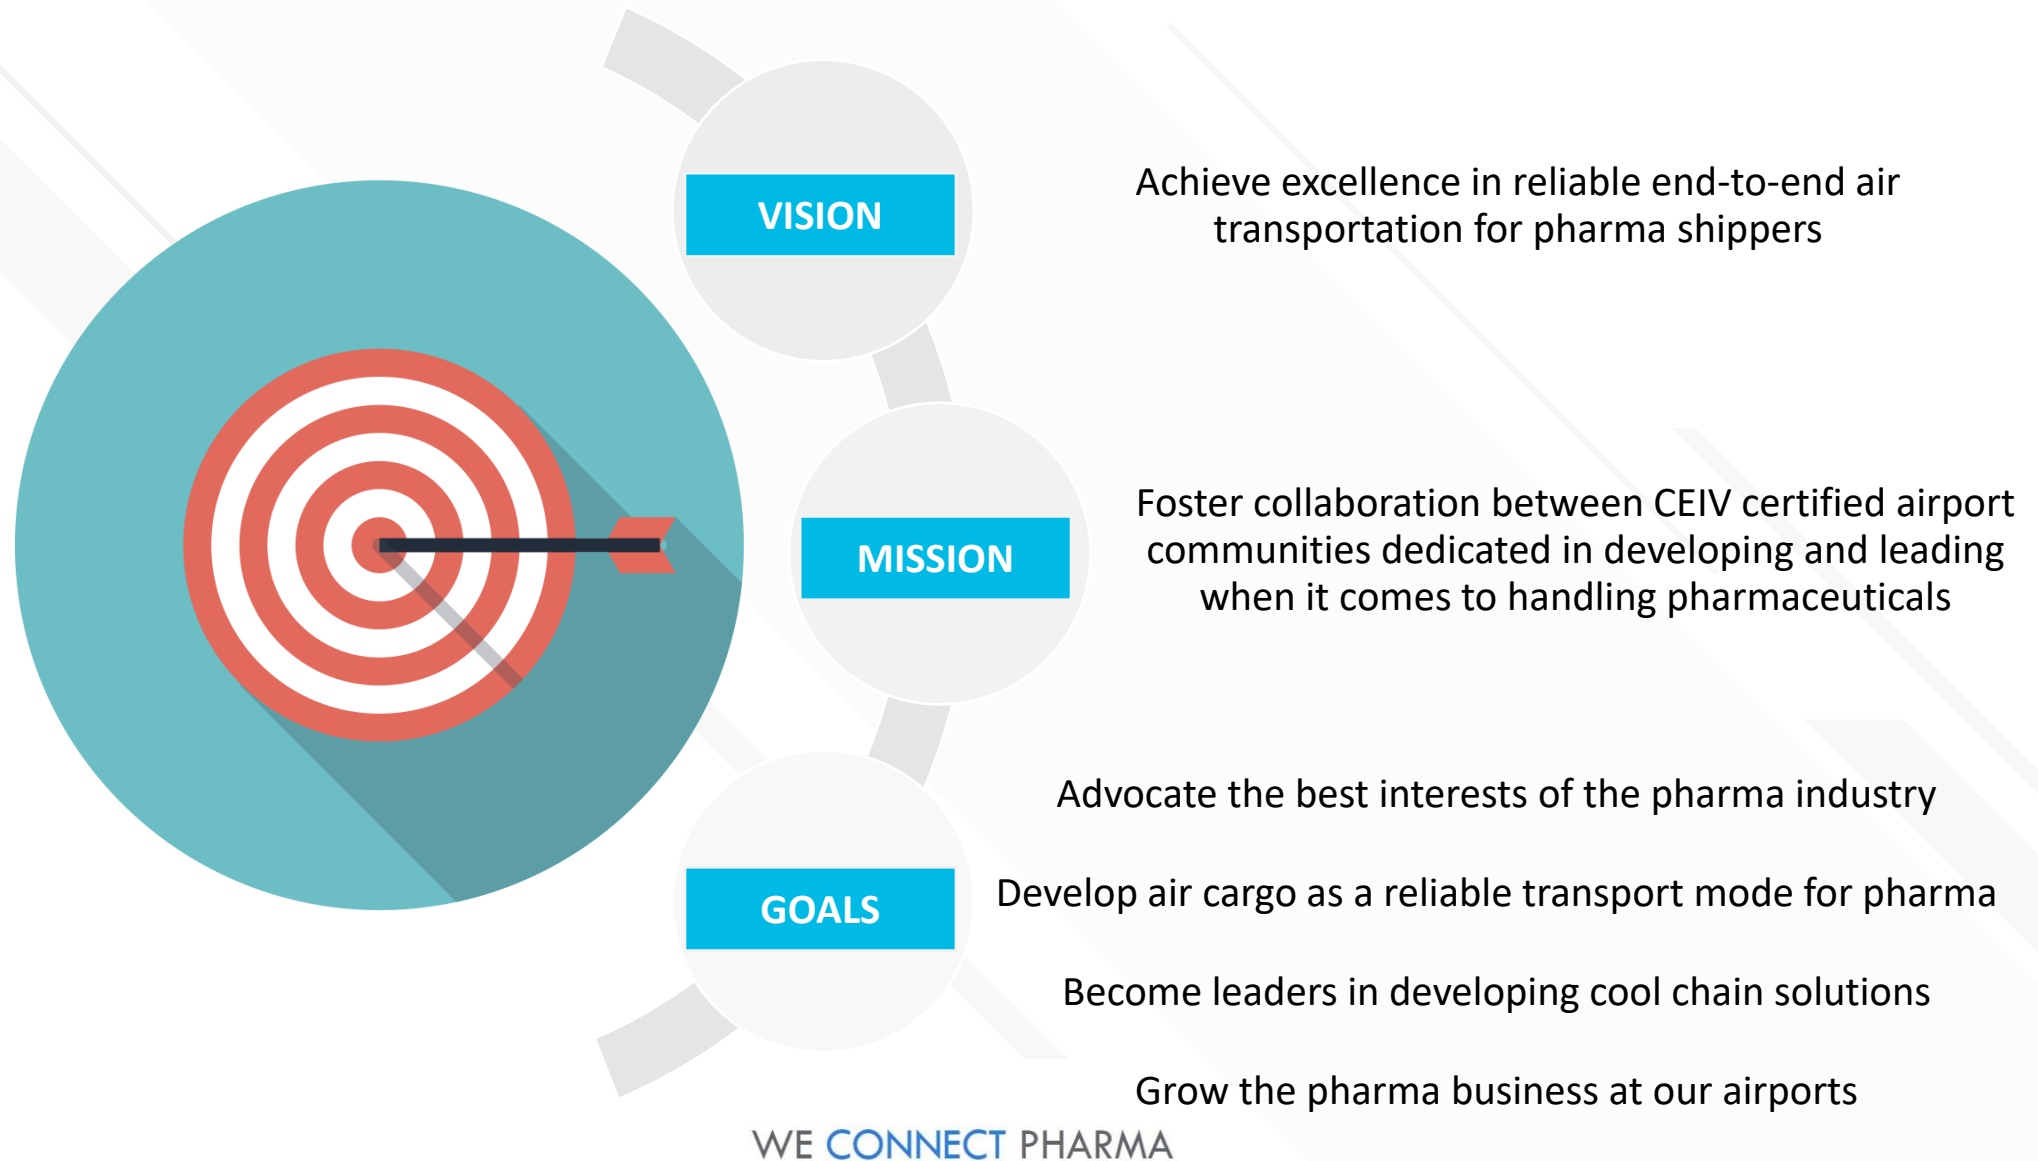 VISION
Achieve excellence in reliable end-to-end air
transportation for pharma shippers
MISSION
Foster collaboration between CEIV certified airport
communities dedicated in developing and leading
when it comes to handling pharmaceuticals
GOALS
Advocate the best interests of the pharma industry
Develop air cargo as a reliable transport mode for pharma
Become leaders in developing cool chain solutions
Grow the pharma business at our airports
WE CONNECT PHARMA